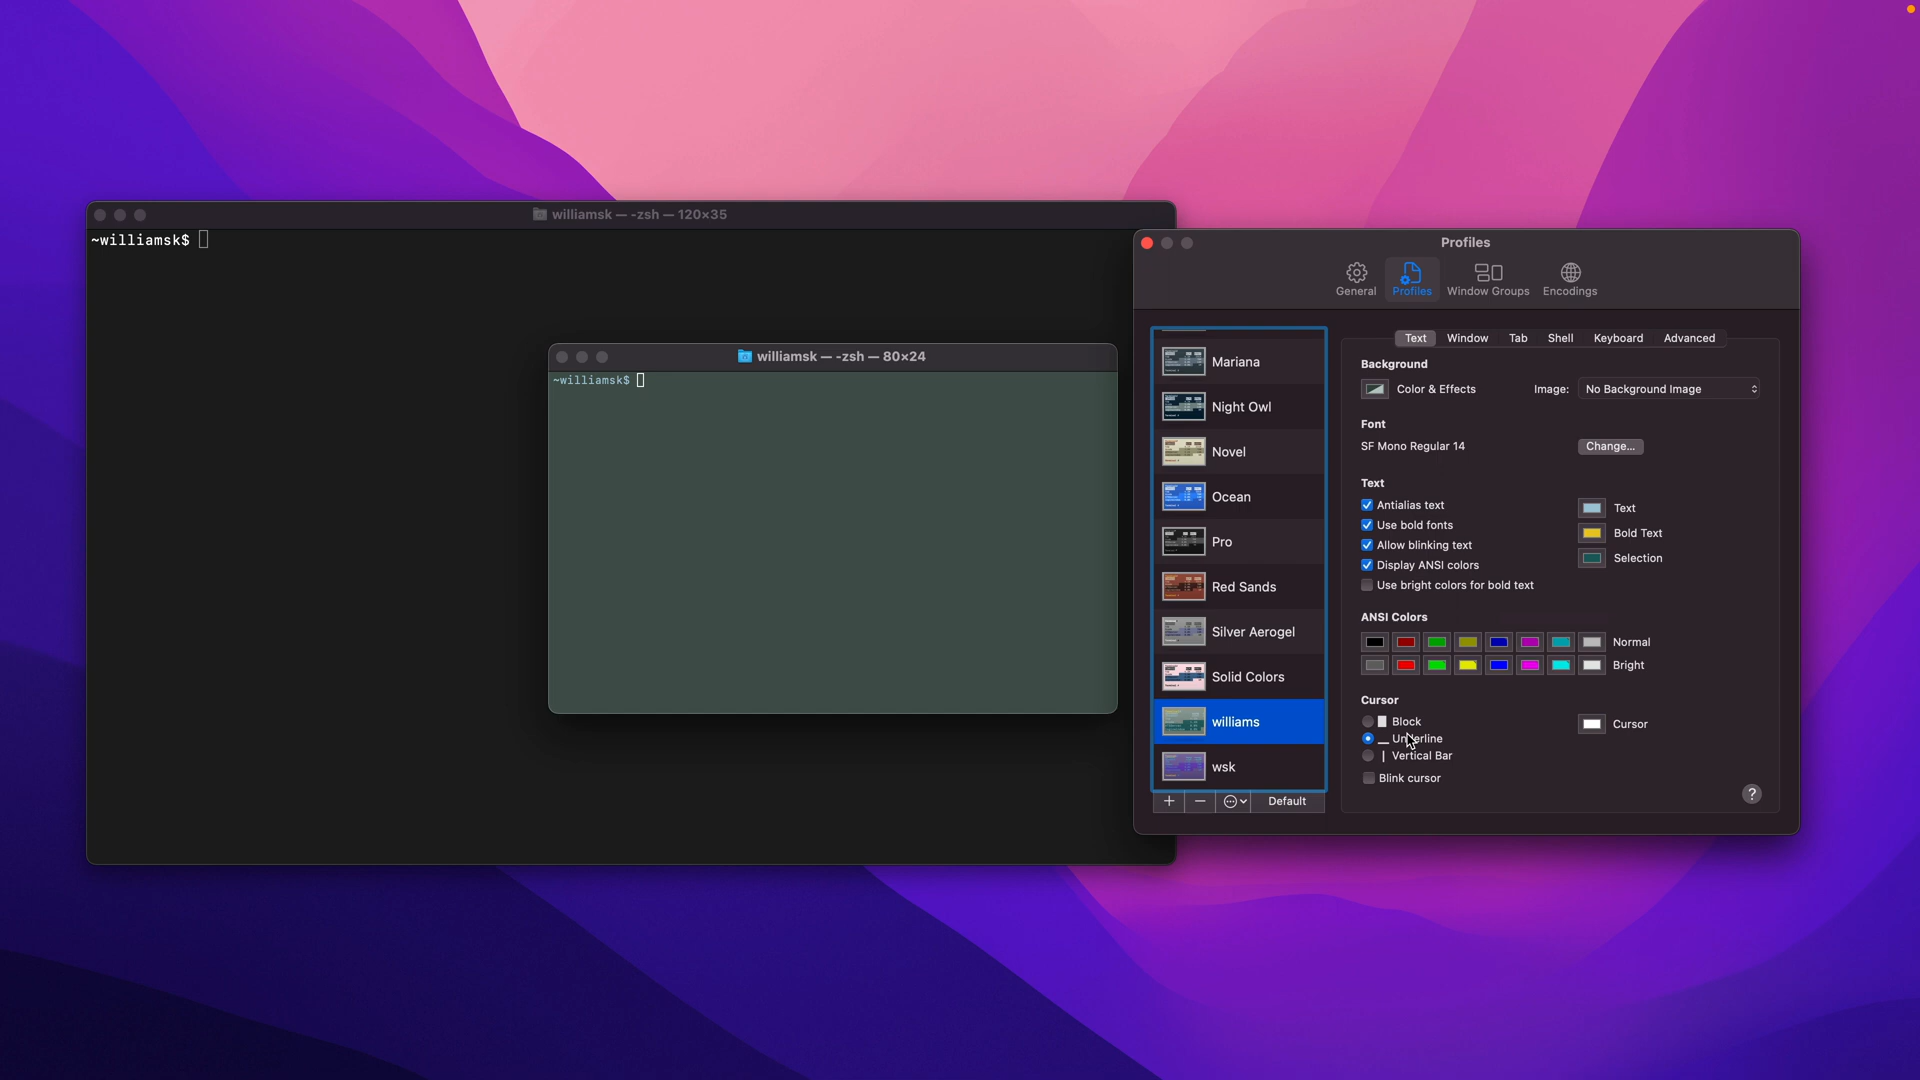 williamsk — -zsh — 120×35
~williamsk$
williamsk — -zsh — 80×24
~williamsk$
Profiles
General
Profiles
Window Groups
Encodings
Mariana
Night Owl
Novel
Ocean
Pro
Red Sands
Silver Aerogel
Solid Colors
williams
wsk
Default
Text
Window
Tab
Shell
Keyboard
Advanced
Background
Color & Effects
Image:
No Background Image
Font
SF Mono Regular 14
Change...
Text
Antialias text
Use bold fonts
Allow blinking text
Display ANSI colors
Use bright colors for bold text
Text
Bold Text
Selection
ANSI Colors
Normal
Bright
Cursor
Block
Underline
Vertical Bar
Blink cursor
Cursor
?